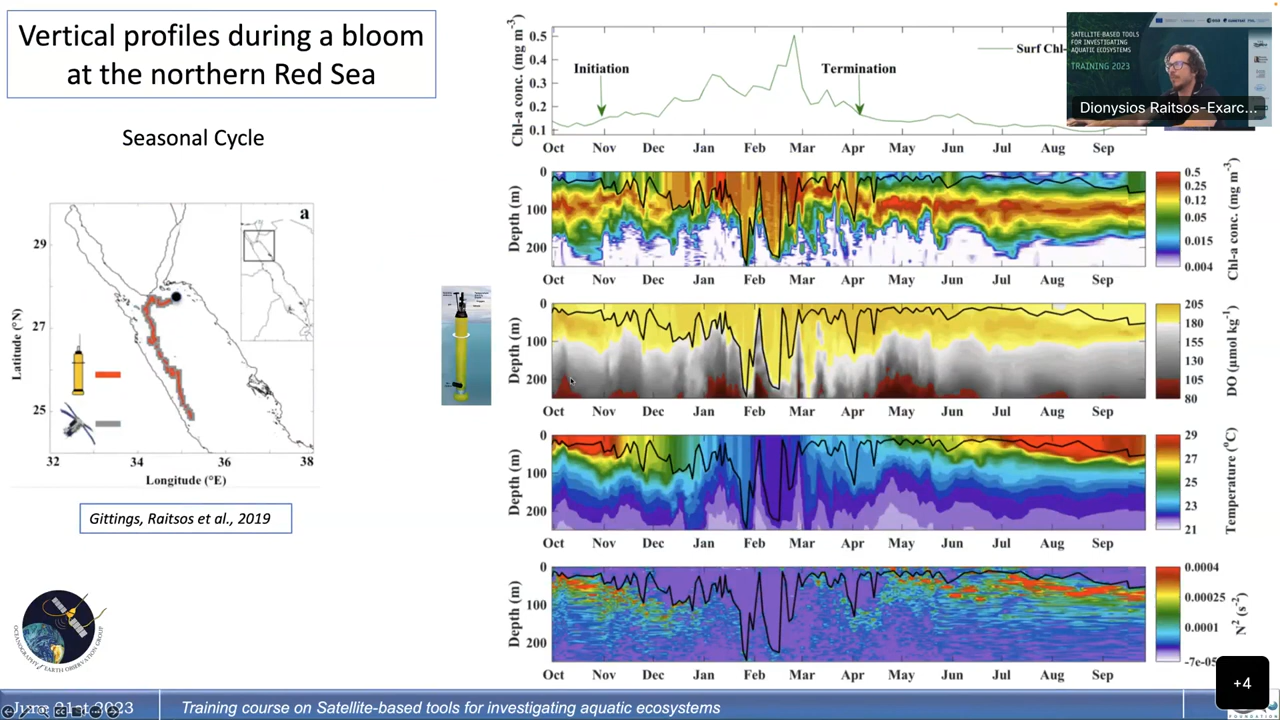 Vertical profiles during a bloom
at the northern Red Sea
Seasonal Cycle
a
29
27
25
Latitude (°N)
32 34 36 38
Longitude (°E)
Gittings, Raitsos et al., 2019
OCEANOGRAPHY EARTH OBSERVATION GROUP
Chl-a conc. (mg m-3)
0.5
0.4
0.3
0.2
0.1
Initiation
Termination
Surf Chl-
Oct Nov Dec Jan Feb Mar Apr May Jun Jul Aug Sep
Depth (m)
0
100
200
0.5
0.25
0.12
0.05
0.015
0.004
Chl-a conc. (mg m-3)
Oct Nov Dec Jan Feb Mar Apr May Jun Jul Aug Sep
Depth (m)
0
100
200
205
180
155
130
105
80
DO (µmol kg-1)
Oct Nov Dec Jan Feb Mar Apr May Jun Jul Aug Sep
Depth (m)
0
100
200
29
27
25
23
22
21
Temperature (°C)
Oct Nov Dec Jan Feb Mar Apr May Jun Jul Aug Sep
Depth (m)
0
100
200
0.0004
0.00025
0.0001
-7e-05
N2 (s-2)
Oct Nov Dec Jan Feb Mar Apr May Jun Jul Aug Sep
SATELLITE-BASED TOOLS
FOR INVESTIGATING
AQUATIC ECOSYSTEMS
TRAINING 2023
Dionysios Raitsos-Exarc...
+4
June 21st 2023
Training course on Satellite-based tools for investigating aquatic ecosystems
FOUNDATION